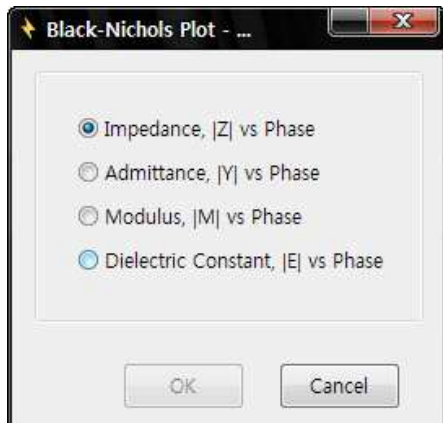 Black-Nichols Plot - ...
Impedance, |Z| vs Phase
Admittance, |Y| vs Phase
Modulus, |M| vs Phase
Dielectric Constant, |E| vs Phase
OK
Cancel